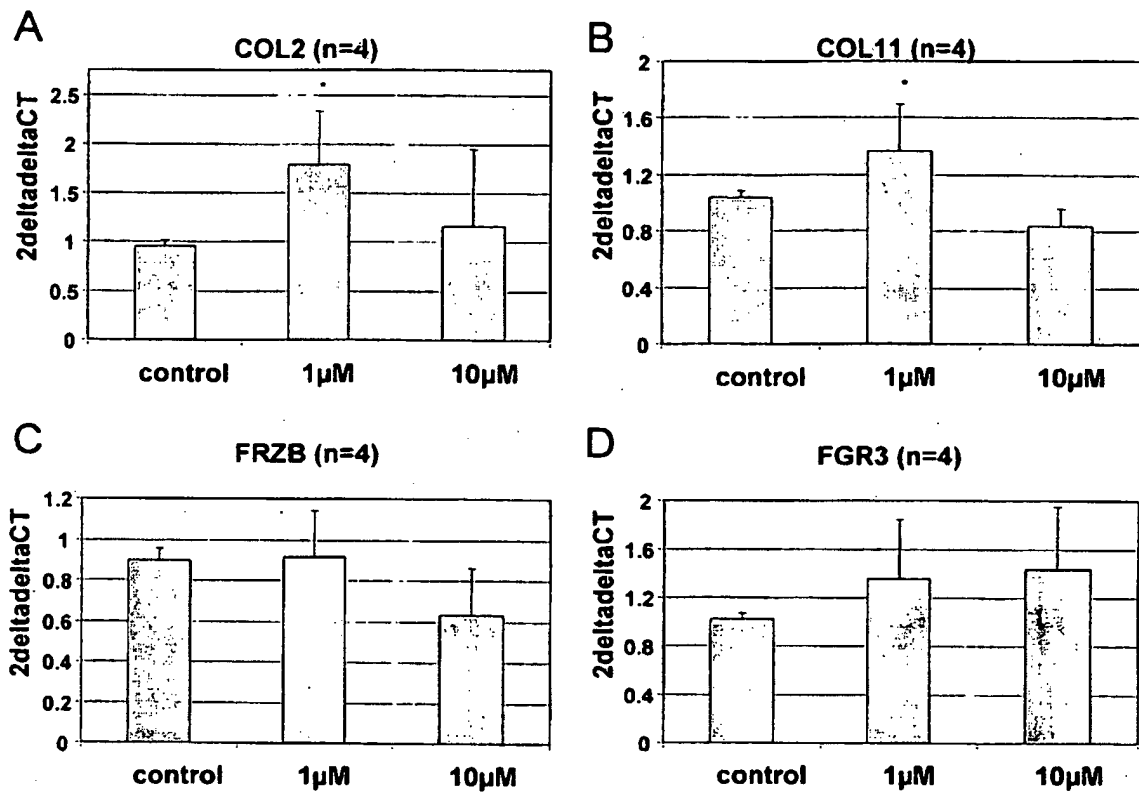 A
COL2 (n=4)
2deltadeltaCT
2.5
2
1.5
1
0.5
0
*
control 1µM 10µM
B
COL11 (n=4)
2deltadeltaCT
2
1.6
1.2
0.8
0.4
0
*
control 1µM 10µM
C
FRZB (n=4)
2deltadeltaCT
1.2
1
0.8
0.6
0.4
0.2
0
control 1µM 10µM
D
FGR3 (n=4)
2deltadeltaCT
2
1.6
1.2
0.8
0.4
0
control 1µM 10µM